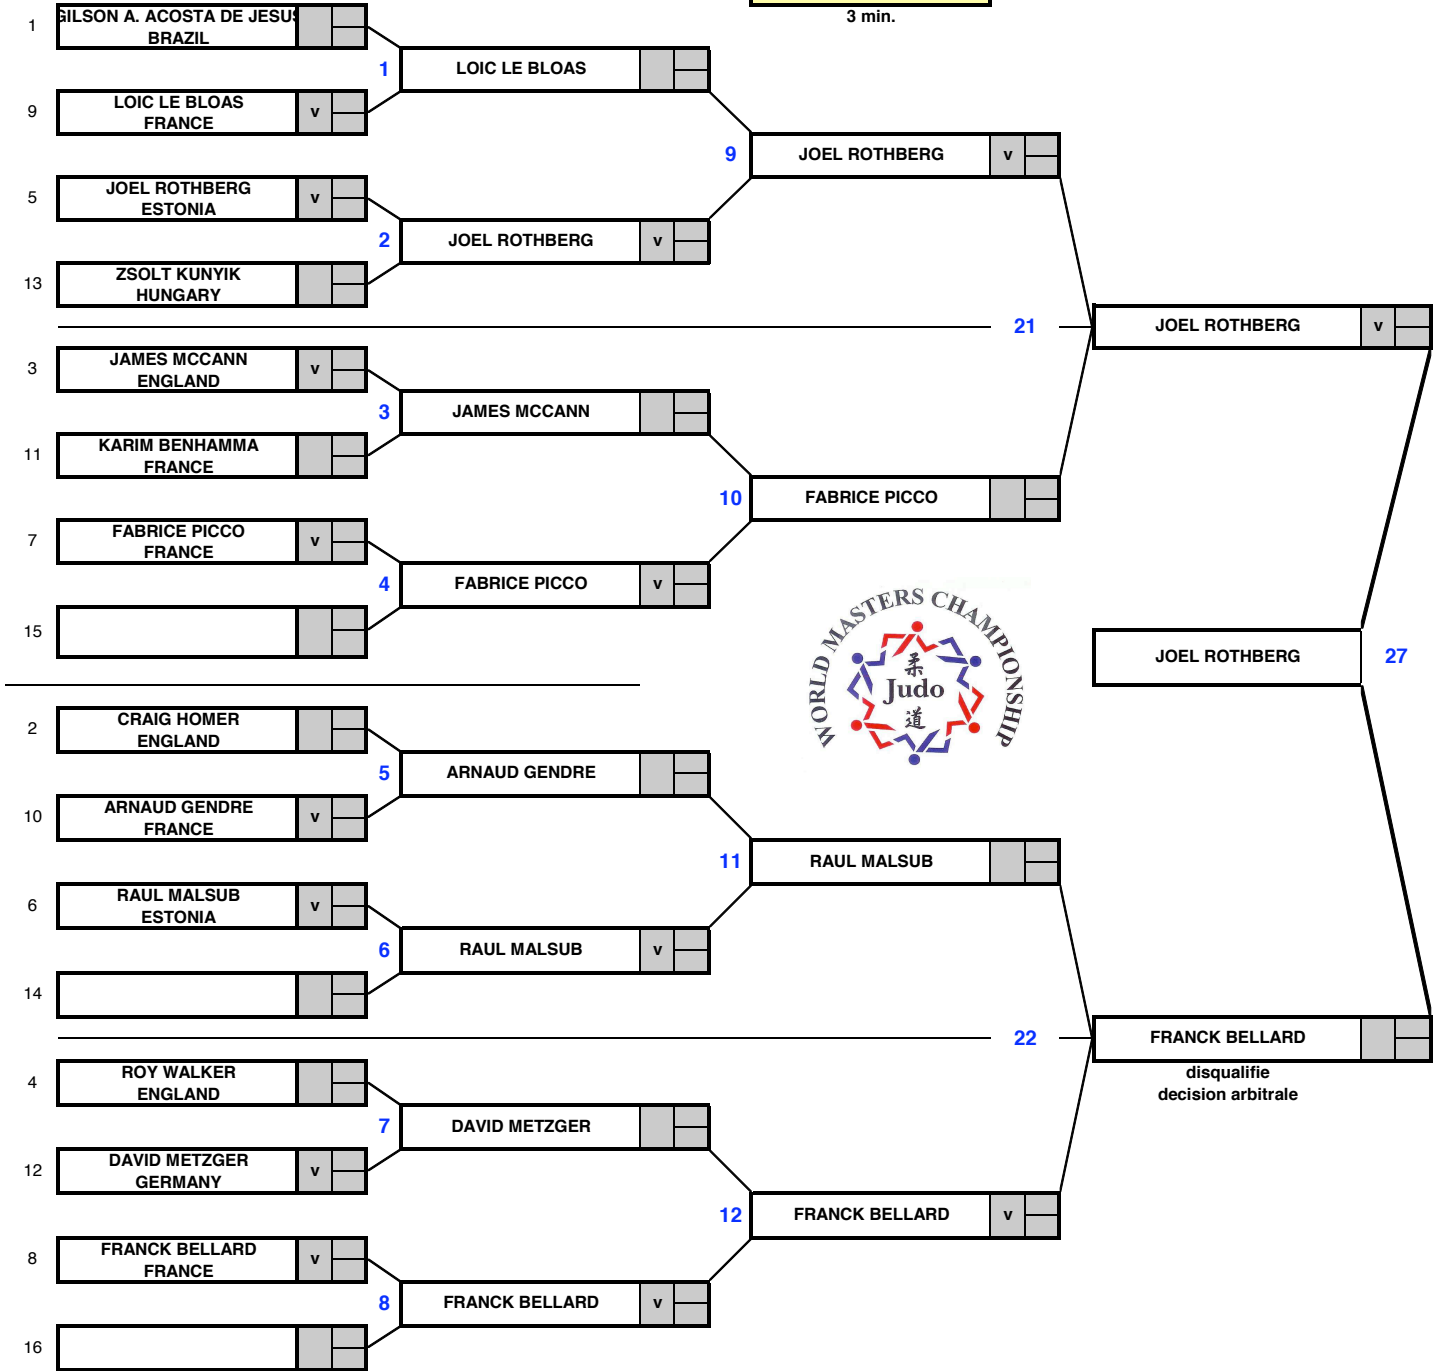 3 min.
1
GILSON A. ACOSTA DE JESUS
BRAZIL
1
LOIC LE BLOAS
9
LOIC LE BLOAS
FRANCE
v
9
JOEL ROTHBERG
v
5
JOEL ROTHBERG
ESTONIA
v
2
JOEL ROTHBERG
v
13
ZSOLT KUNYIK
HUNGARY
21
JOEL ROTHBERG
v
3
JAMES MCCANN
ENGLAND
v
3
JAMES MCCANN
11
KARIM BENHAMMA
FRANCE
10
FABRICE PICCO
7
FABRICE PICCO
FRANCE
v
4
FABRICE PICCO
v
15
WORLD MASTERS CHAMPIONSHIP
柔
Judo
道
JOEL ROTHBERG
27
2
CRAIG HOMER
ENGLAND
5
ARNAUD GENDRE
10
ARNAUD GENDRE
FRANCE
v
11
RAUL MALSUB
6
RAUL MALSUB
ESTONIA
v
6
RAUL MALSUB
v
14
22
FRANCK BELLARD
disqualifie
decision arbitrale
4
ROY WALKER
ENGLAND
7
DAVID METZGER
12
DAVID METZGER
GERMANY
v
12
FRANCK BELLARD
v
8
FRANCK BELLARD
FRANCE
v
8
FRANCK BELLARD
v
16